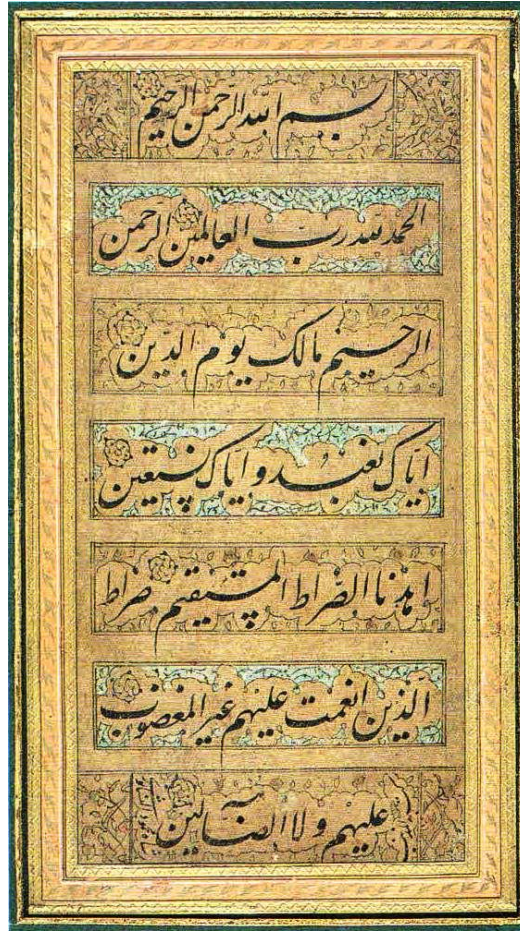 بسم الله الرحمن الرحیم
الحمد لله رب العالمین الرحمن
الرحیم مالک یوم الدین
ایاک نعبد و ایاک نستعین
اهدنا الصراط المستقیم صراط
الذین انعمت علیهم غیر المغضوب
علیهم ولا الضالین